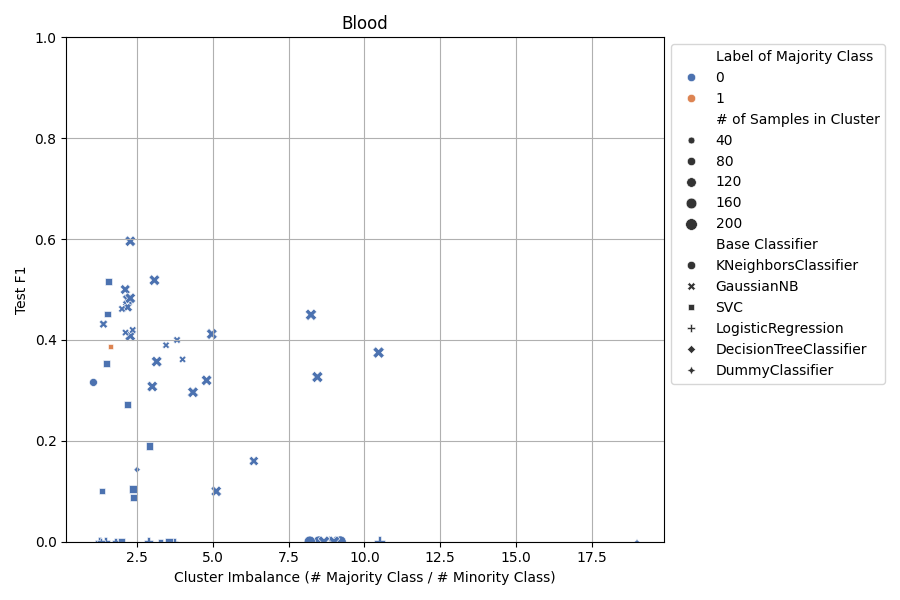 Blood
1.0
0.8
0.6
0.4
0.2
0.0
Test F1
2.5 5.0 7.5 10.0 12.5 15.0 17.5
Cluster Imbalance (# Majority Class / # Minority Class)
Label of Majority Class
0
1
# of Samples in Cluster
40
80
120
160
200
Base Classifier
KNeighborsClassifier
GaussianNB
SVC
LogisticRegression
DecisionTreeClassifier
DummyClassifier